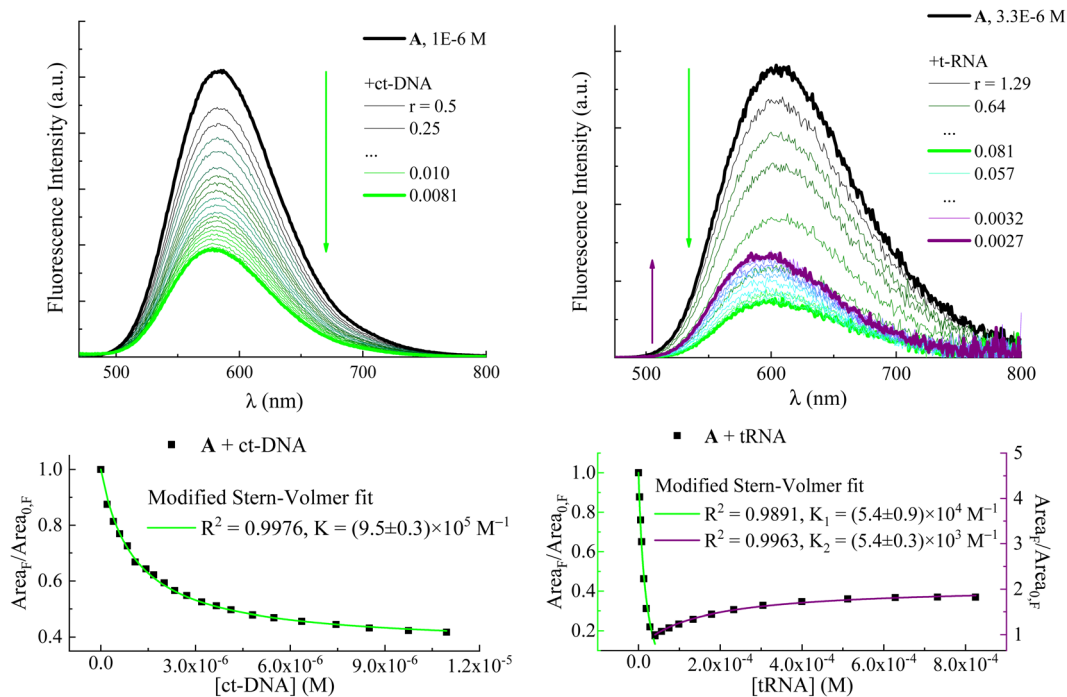 A, 1E-6 M
+ct-DNA
r = 0.5
0.25
...
0.010
0.0081
Fluorescence Intensity (a.u.)
500
600
700
800
λ (nm)
A, 3.3E-6 M
+t-RNA
r = 1.29
0.64
...
0.081
0.057
...
0.0032
0.0027
Fluorescence Intensity (a.u.)
500
600
700
800
λ (nm)
A + ct-DNA
Modified Stern-Volmer fit
R² = 0.9976, K = (9.5±0.3)×10⁵ M⁻¹
Area_F/Area_0,F
1.0
0.8
0.6
0.4
0.0
3.0x10⁻⁶
6.0x10⁻⁶
9.0x10⁻⁶
1.2x10⁻⁵
[ct-DNA] (M)
A + tRNA
Modified Stern-Volmer fit
R² = 0.9891, K₁ = (5.4±0.9)×10⁴ M⁻¹
R² = 0.9963, K₂ = (5.4±0.3)×10³ M⁻¹
Area_F/Area_0,F
1.0
0.8
0.6
0.4
0.2
0.0
2.0x10⁻⁴
4.0x10⁻⁴
6.0x10⁻⁴
8.0x10⁻⁴
[tRNA] (M)
5
4
3
2
1
Area_F/Area_0,F